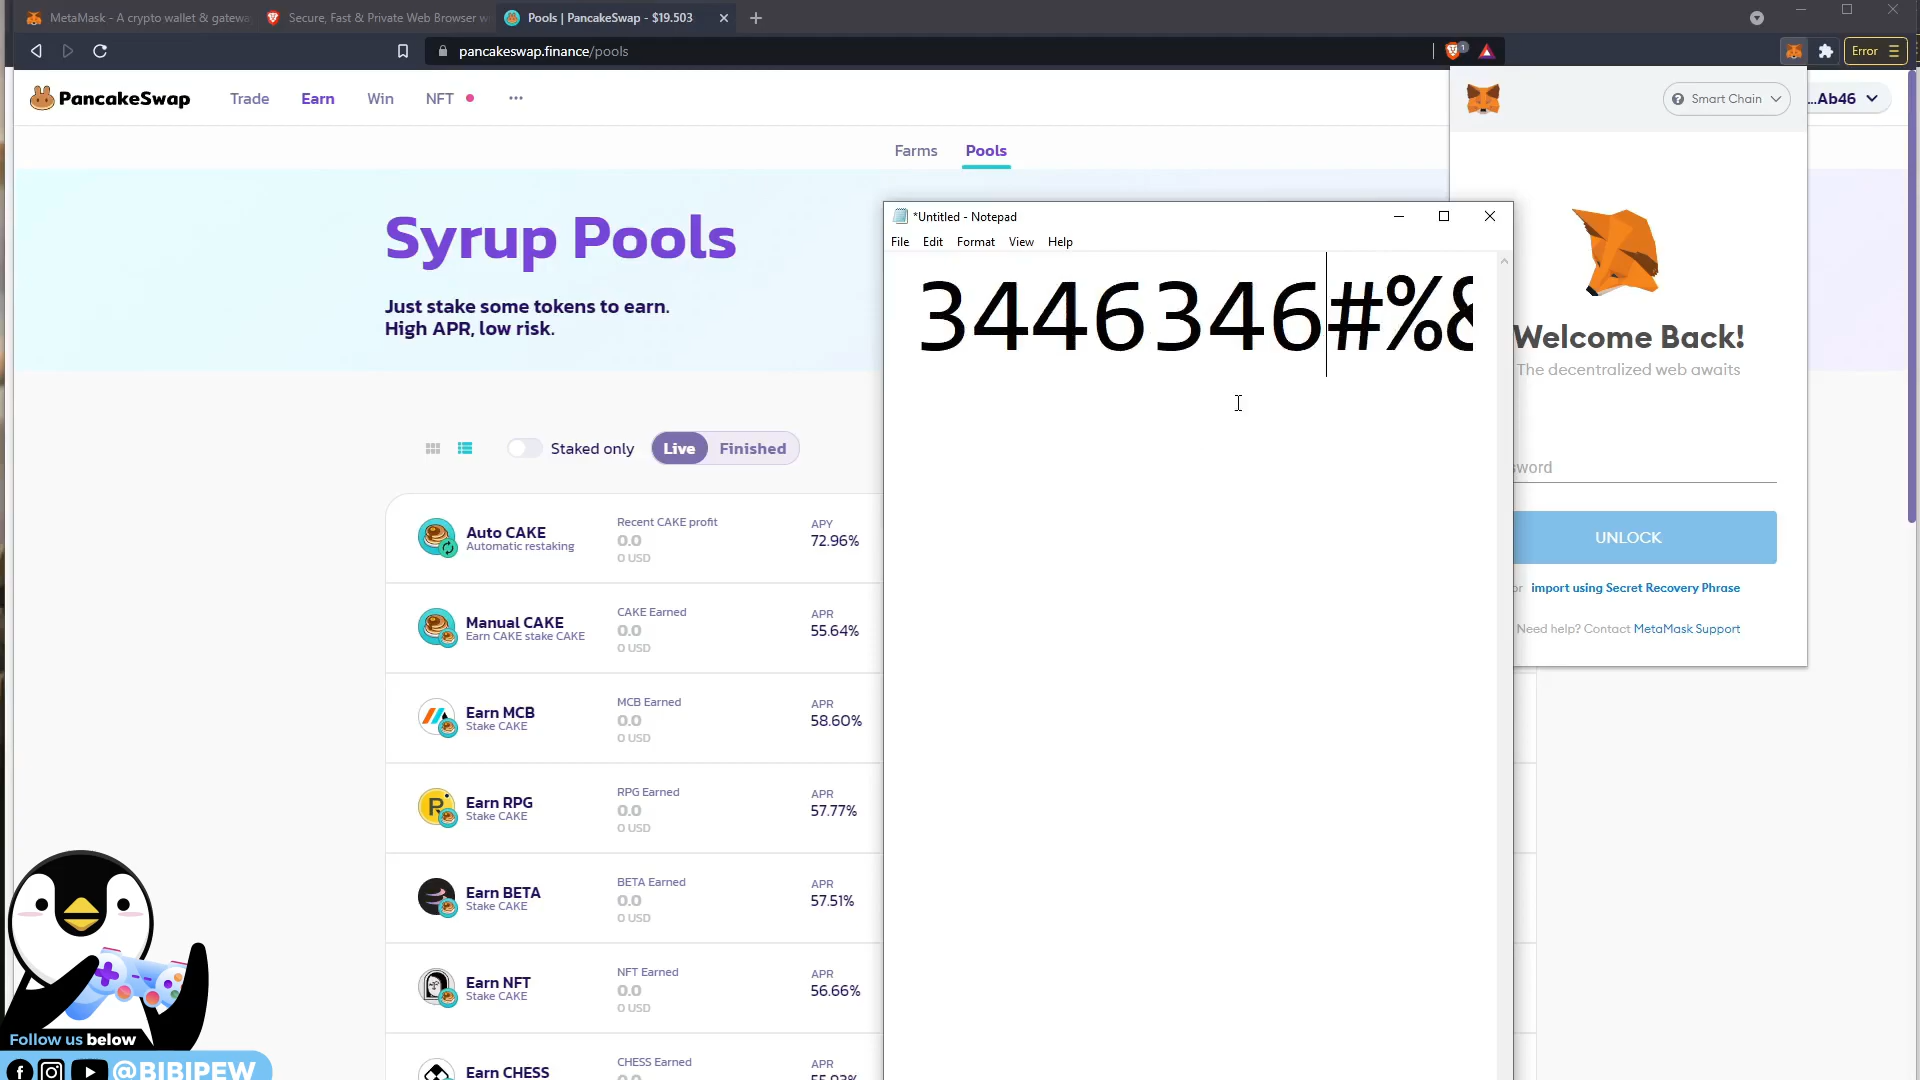 MetaMask - A crypto wallet & gateway
Secure, Fast & Private Web Browser w
Pools | PancakeSwap - $19.503
pancakeswap.finance/pools
1
Error
PancakeSwap
Trade
Earn
Win
NFT
Smart Chain
...Ab46
Farms
Pools
Syrup Pools
Just stake some tokens to earn.
High APR, low risk.
*Untitled - Notepad
File
Edit
Format
View
Help
3446346#%&
Welcome Back!
The decentralized web awaits
sword
UNLOCK
or import using Secret Recovery Phrase
Need help? Contact MetaMask Support
Staked only
Live
Finished
Auto CAKE
Automatic restaking
Recent CAKE profit
0.0
0 USD
APY
72.96%
Manual CAKE
Earn CAKE stake CAKE
CAKE Earned
0.0
0 USD
APR
55.64%
Earn MCB
Stake CAKE
MCB Earned
0.0
0 USD
APR
58.60%
Earn RPG
Stake CAKE
RPG Earned
0.0
0 USD
APR
57.77%
Earn BETA
Stake CAKE
BETA Earned
0.0
0 USD
APR
57.51%
Earn NFT
Stake CAKE
NFT Earned
0.0
0 USD
APR
56.66%
Earn CHESS
CHESS Earned
APR
Follow us below
@BIBIPEW